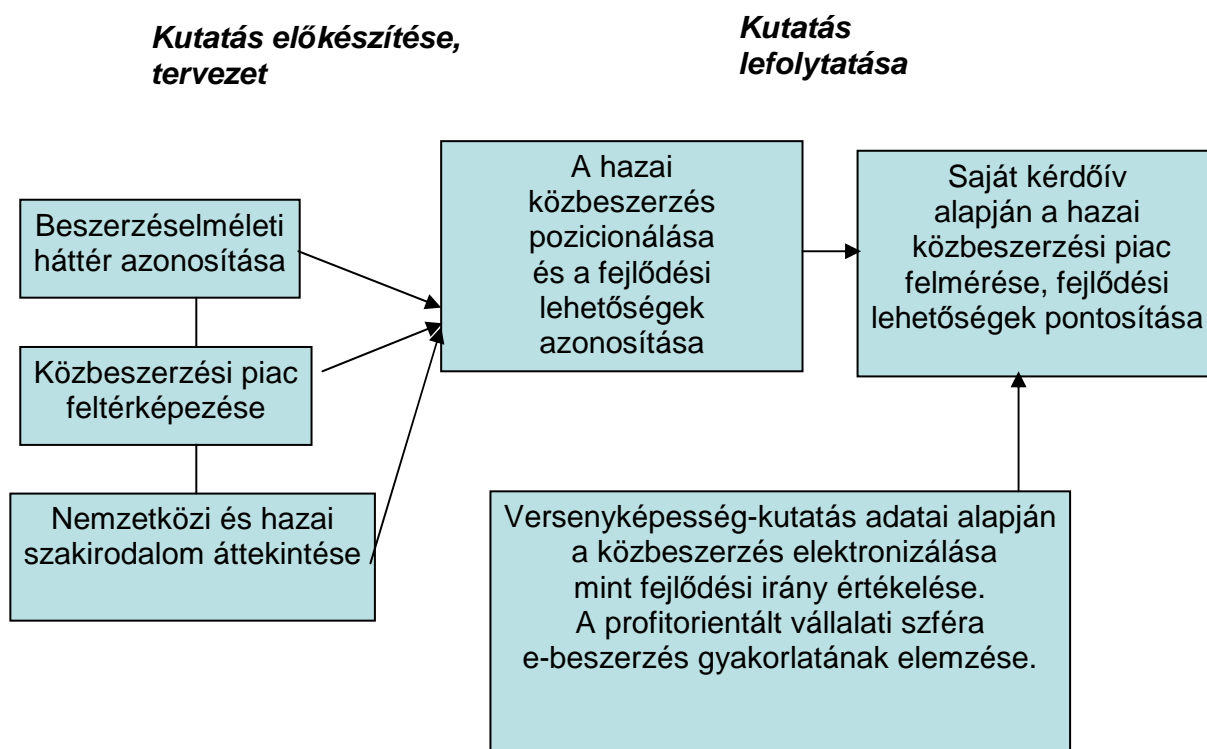 Kutatás előkészítése,
tervezet
Kutatás
lefolytatása
Beszerzéselméleti
háttér azonosítása
Közbeszerzési piac
feltérképezése
Nemzetközi és hazai
szakirodalom áttekintése
A hazai
közbeszerzés
pozicionálása
és a fejlődési
lehetőségek
azonosítása
Saját kérdőív
alapján a hazai
közbeszerzési piac
felmérése, fejlődési
lehetőségek pontosítása
Versenyképesség-kutatás adatai alapján
a közbeszerzés elektronizálása
mint fejlődési irány értékelése.
A profitorientált vállalati szféra
e-beszerzés gyakorlatának elemzése.